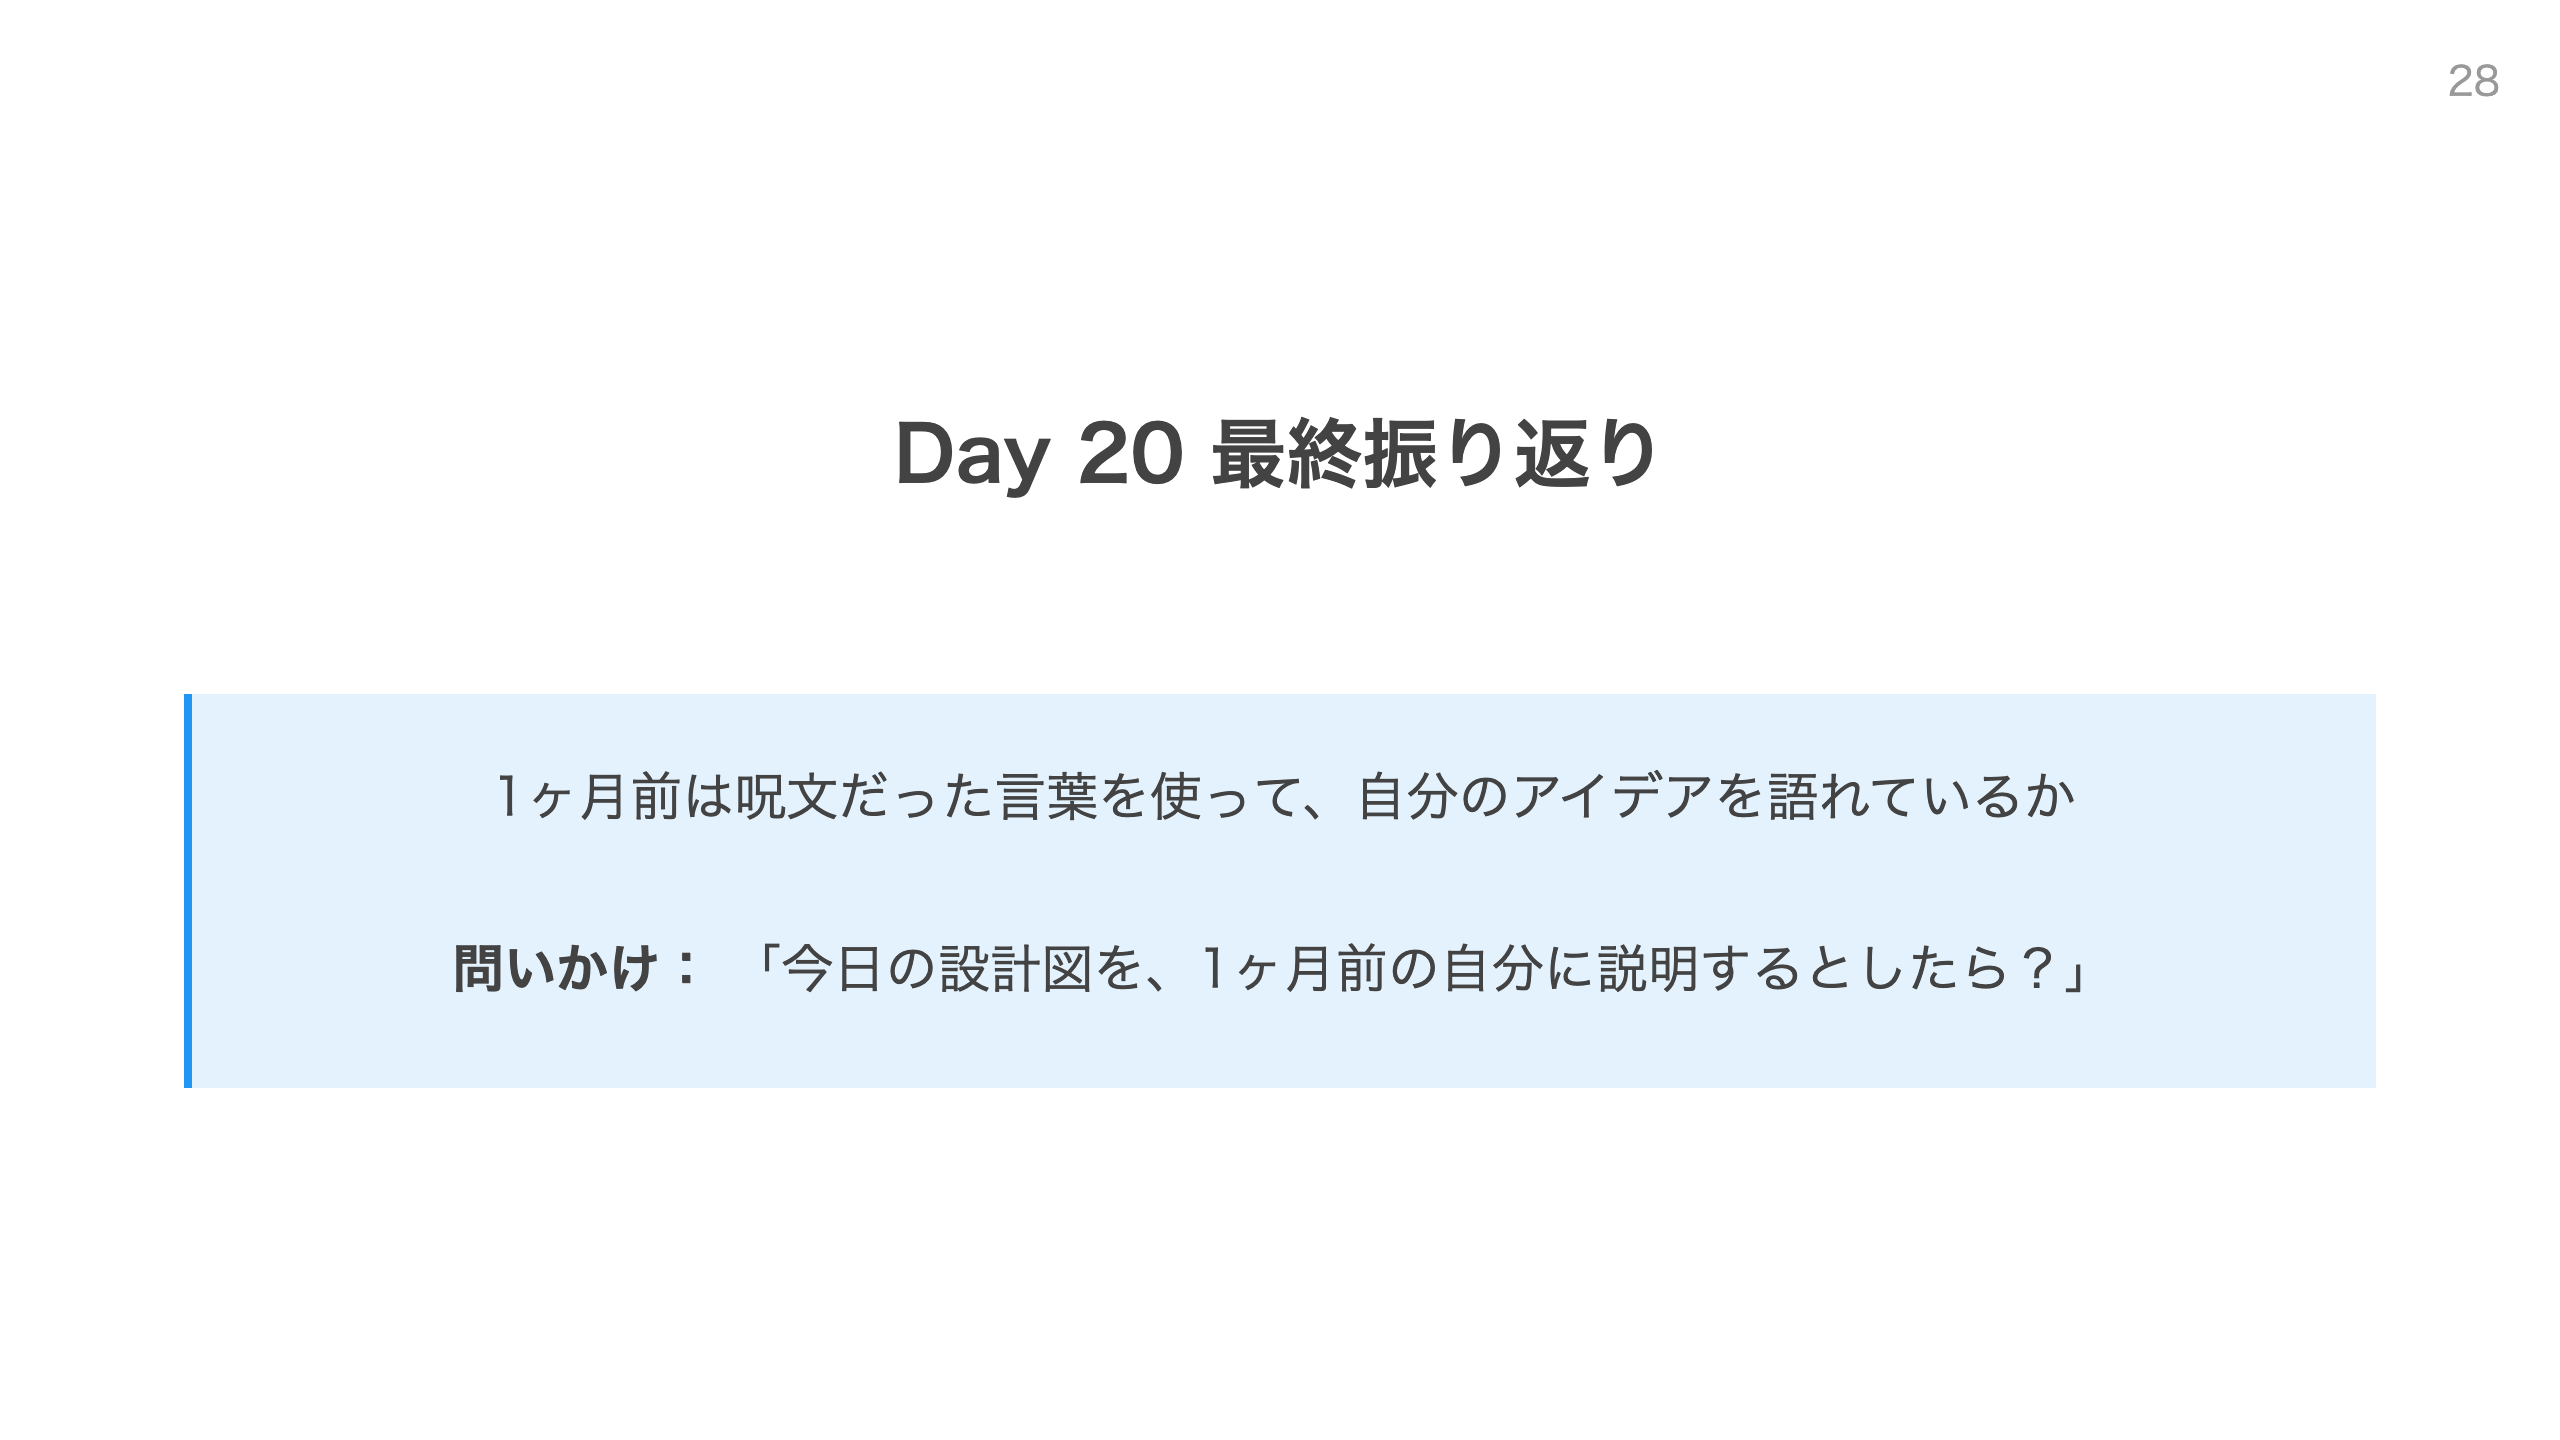 28
Day 20 最終振り返り
1ヶ月前は呪文だった言葉を使って、自分のアイデアを語れているか
問いかけ：「今日の設計図を、1ヶ月前の自分に説明するとしたら？」